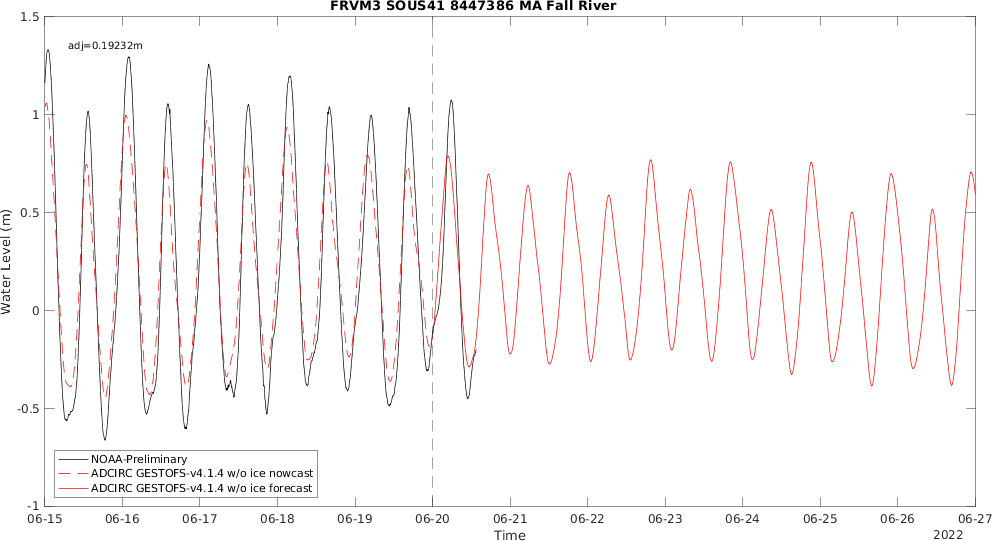 FRVM3 SOUS41 8447386 MA Fall River
adj=0.19232m
1.5
1
0.5
0
-0.5
-1
Water Level (m)
NOAA-Preliminary
ADCIRC GESTOFS-v4.1.4 w/o ice nowcast
ADCIRC GESTOFS-v4.1.4 w/o ice forecast
06-15 06-16 06-17 06-18 06-19 06-20 06-21 06-22 06-23 06-24 06-25 06-26 06-27
Time
2022